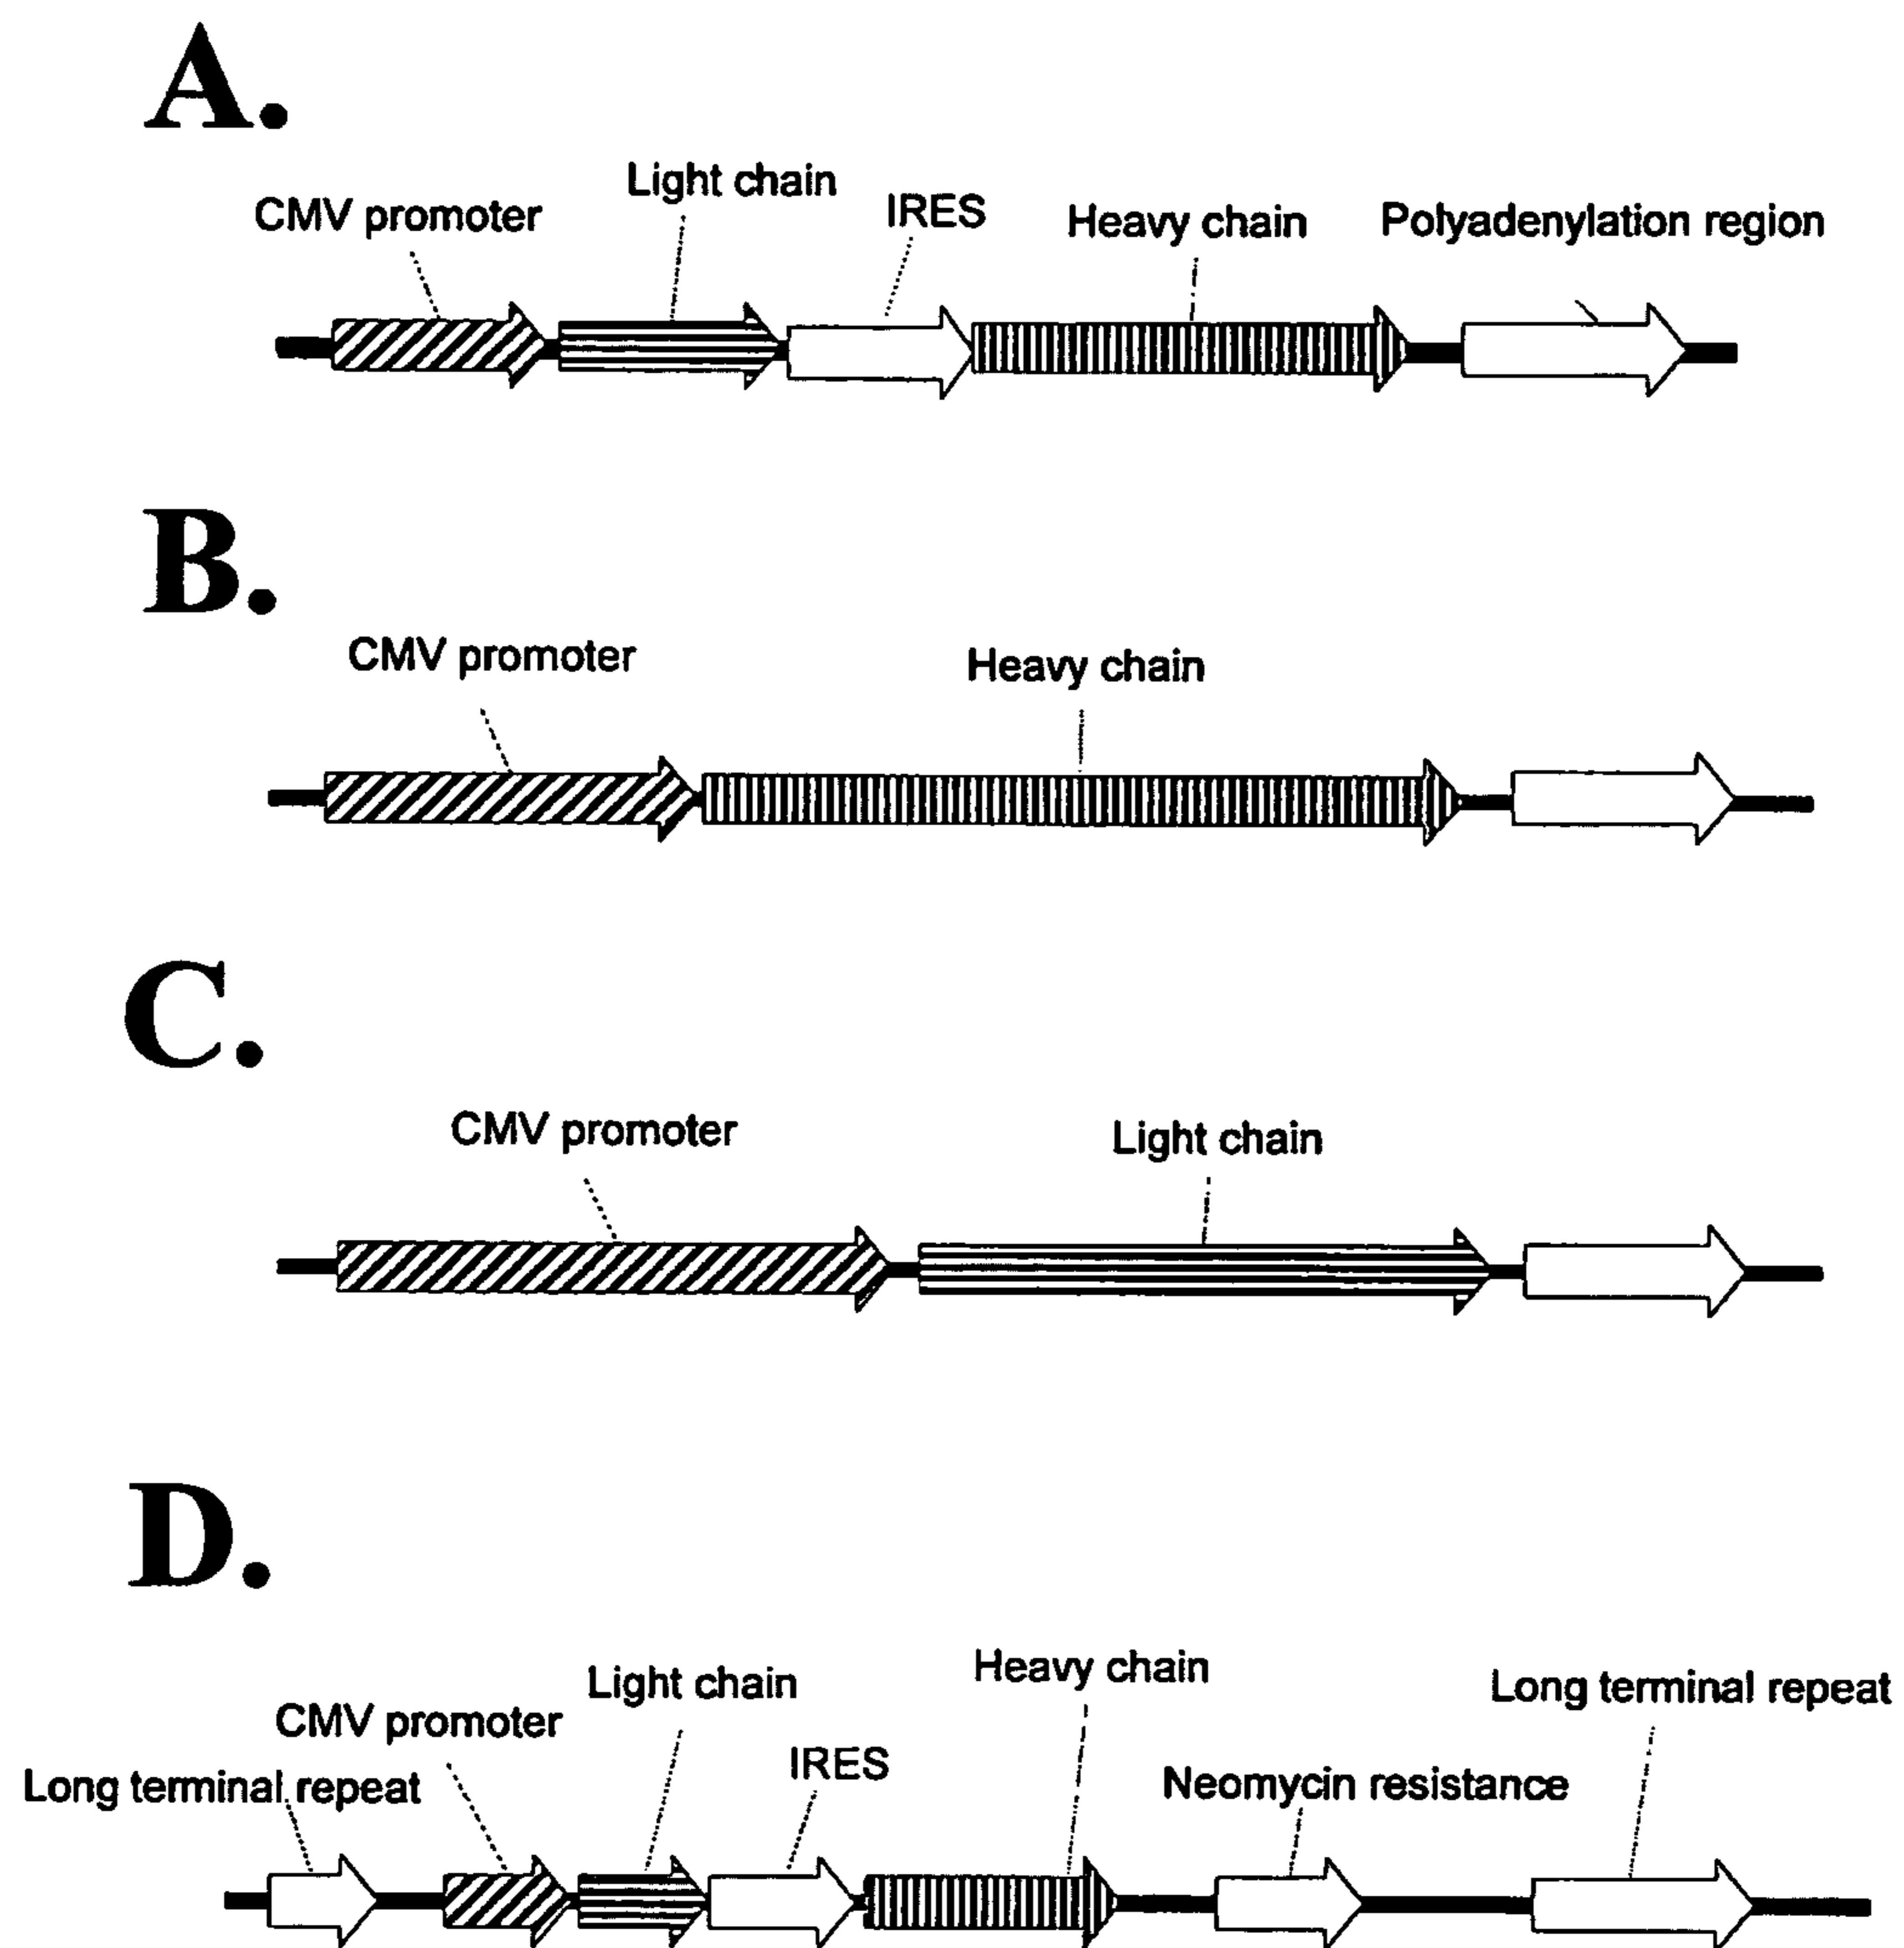 A.
CMV promoter
Light chain
IRES
Heavy chain
Polyadenylation region
B.
CMV promoter
Heavy chain
C.
CMV promoter
Light chain
D.
Long terminal repeat
CMV promoter
Light chain
IRES
Heavy chain
Neomycin resistance
Long terminal repeat